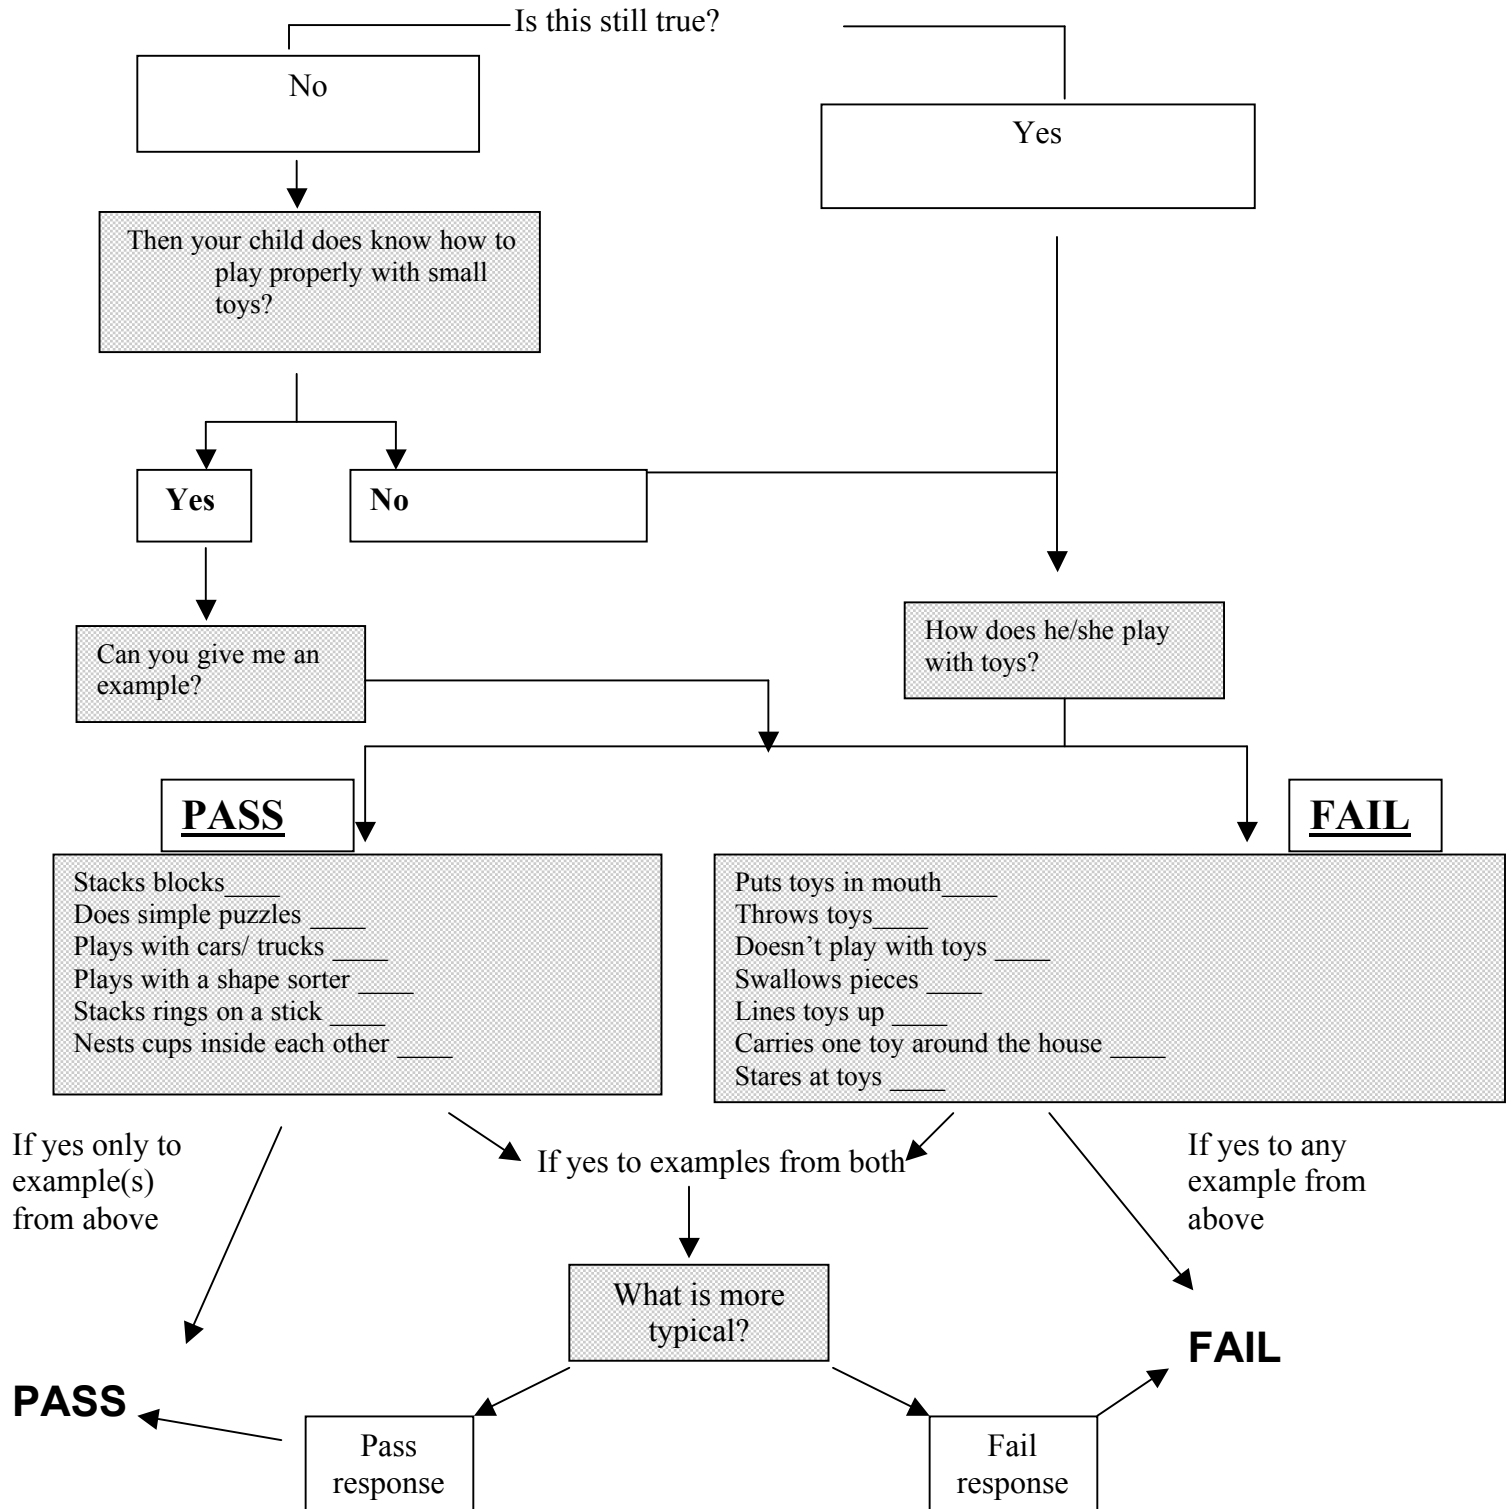 Is this still true?
No
Yes
Then your child does know how to
play properly with small
toys?
Yes
No
Can you give me an
example?
How does he/she play
with toys?
PASS
FAIL
Stacks blocks____
Does simple puzzles ____
Plays with cars/ trucks ____
Plays with a shape sorter ____
Stacks rings on a stick ____
Nests cups inside each other ____
Puts toys in mouth____
Throws toys____
Doesn’t play with toys ____
Swallows pieces ____
Lines toys up ____
Carries one toy around the house ____
Stares at toys ____
If yes only to
example(s)
from above
If yes to examples from both
If yes to any
example from
above
What is more
typical?
PASS
FAIL
Pass
response
Fail
response